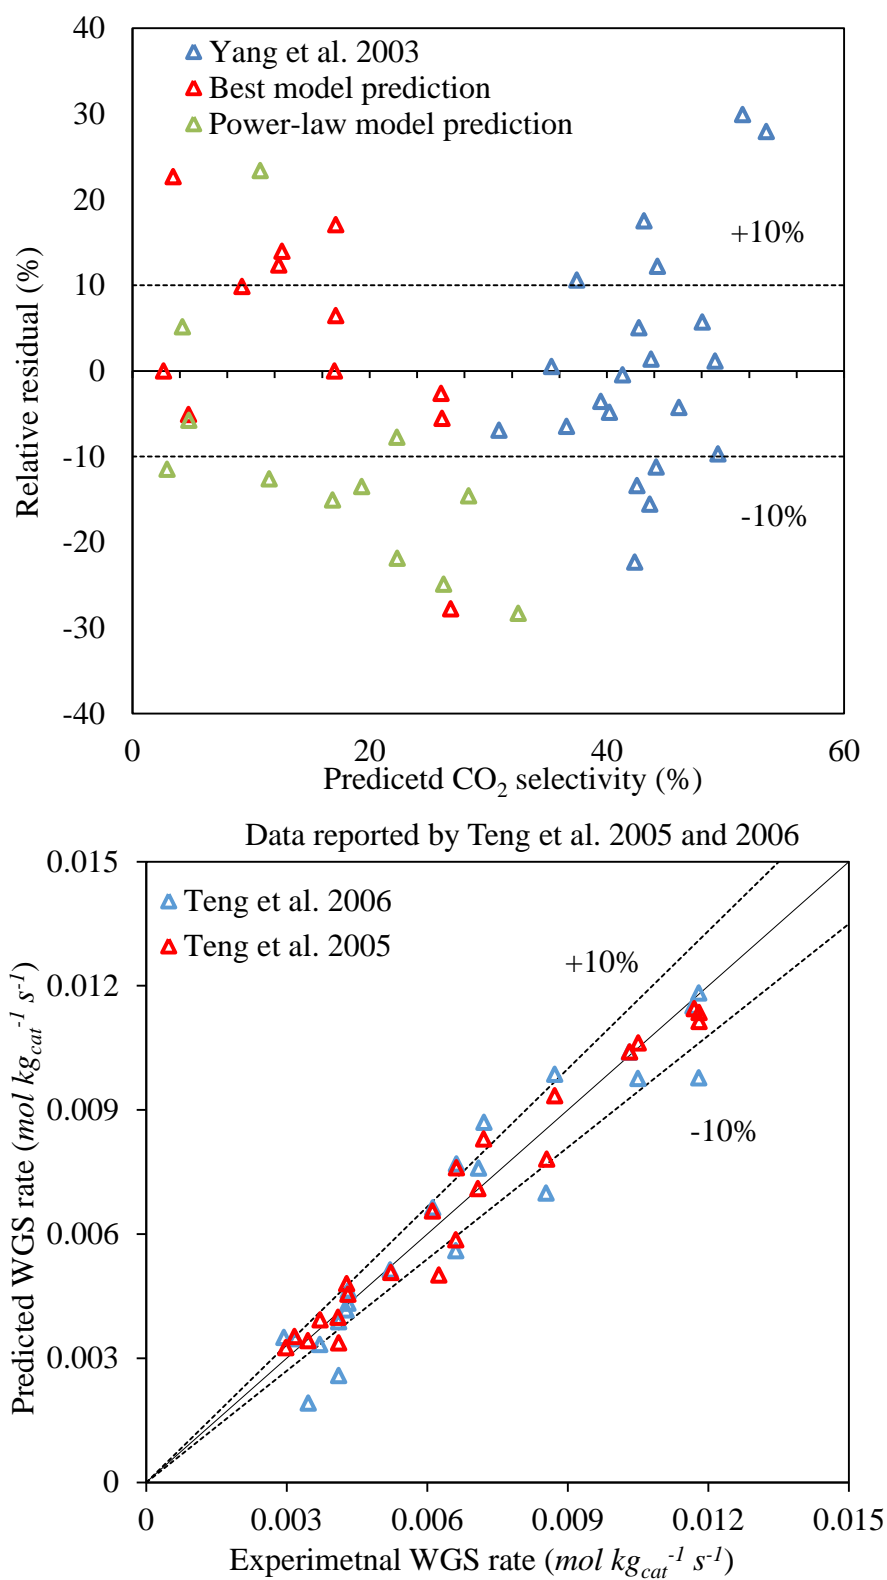 40
Yang et al. 2003
Best model prediction
30
Power-law model prediction
20
+10%
10
0
-10
-10%
-20
-30
-40
Relative residual (%)
0 20 40 60
Predicetd CO2 selectivity (%)
Data reported by Teng et al. 2005 and 2006
0.015
Teng et al. 2006
Teng et al. 2005
+10%
0.012
0.009
-10%
0.006
0.003
0
Predicted WGS rate (mol kgcat-1 s-1)
0 0.003 0.006 0.009 0.012 0.015
Experimetnal WGS rate (mol kgcat-1 s-1)